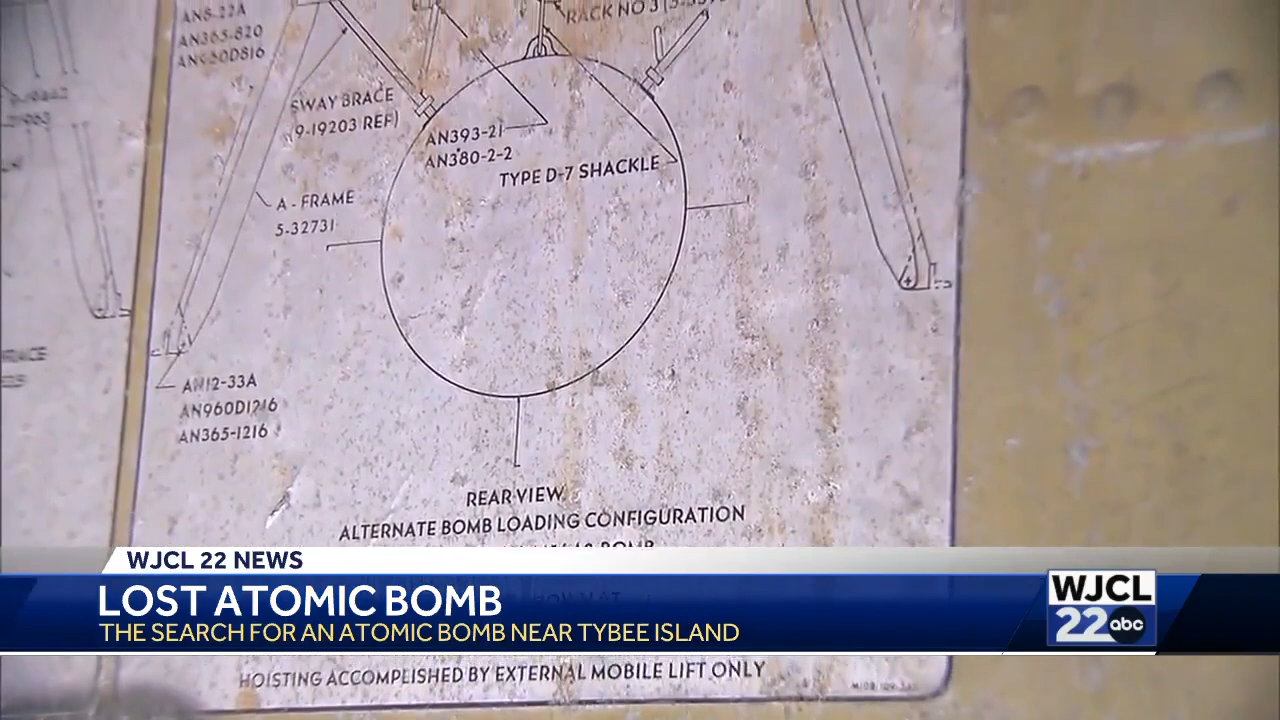 AN6-22A
AN365-820
AN960D816
RACK NO 3
SWAY BRACE
(9-19203 REF)
AN393-21
AN380-2-2
TYPE D-7 SHACKLE
A - FRAME
5-32731
AN12-33A
AN960D1216
AN365-1216
REAR VIEW
ALTERNATE BOMB LOADING CONFIGURATION
BOMB
WJCL 22 NEWS
LOST ATOMIC BOMB
THE SEARCH FOR AN ATOMIC BOMB NEAR TYBEE ISLAND
WJCL
22 abc
HOISTING ACCOMPLISHED BY EXTERNAL MOBILE LIFT ONLY